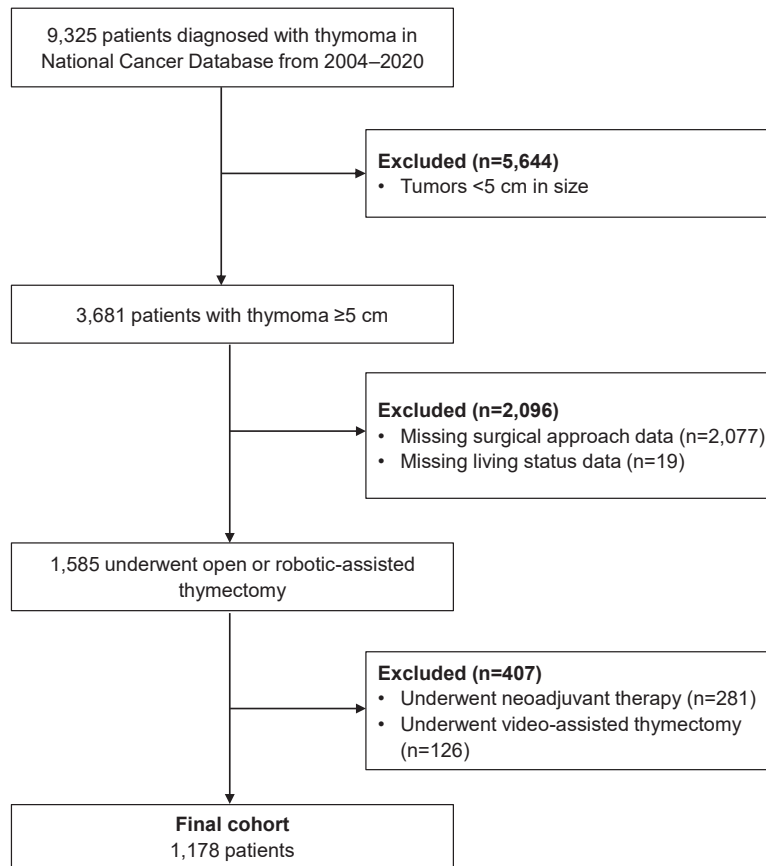 9,325 patients diagnosed with thymoma in
National Cancer Database from 2004–2020
Excluded (n=5,644)
• Tumors <5 cm in size
3,681 patients with thymoma ≥5 cm
Excluded (n=2,096)
• Missing surgical approach data (n=2,077)
• Missing living status data (n=19)
1,585 underwent open or robotic-assisted
thymectomy
Excluded (n=407)
• Underwent neoadjuvant therapy (n=281)
• Underwent video-assisted thymectomy
(n=126)
Final cohort
1,178 patients